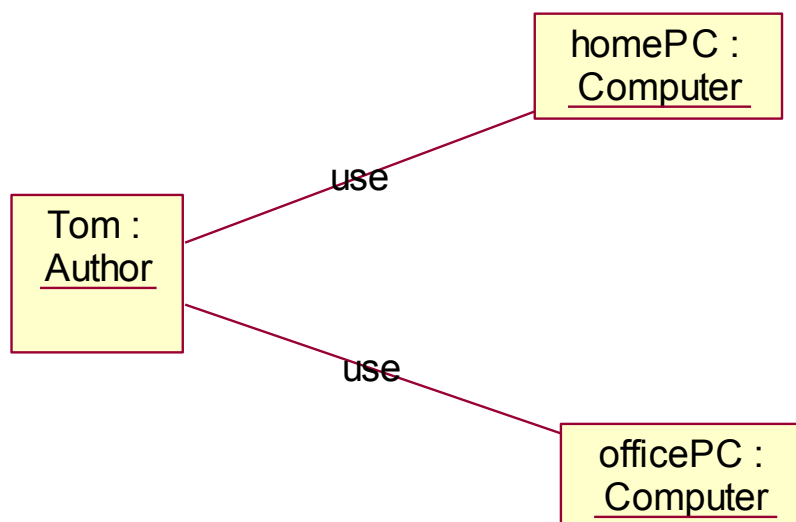 homePC :
Computer
use
Tom :
Author
use
officePC :
Computer